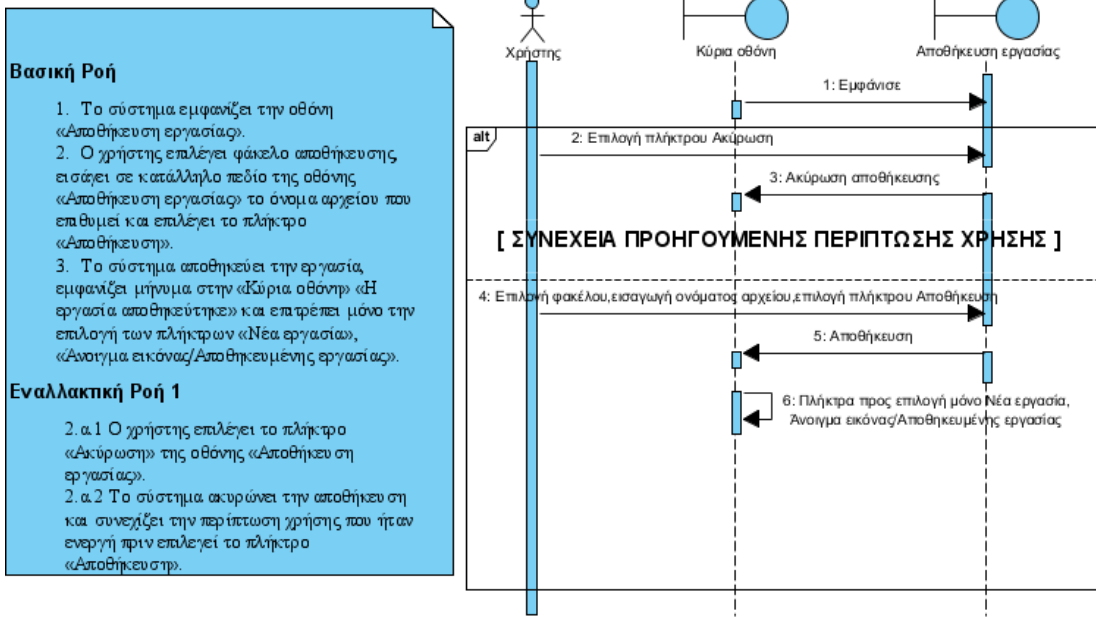 Βασική Ροή
1. Το σύστημα εμφανίζει την οθόνη
«Αποθήκευση εργασίας».
2. Ο χρήστης επιλέγει φάκελο αποθήκευσης,
εισάγει σε κατάλληλο πεδίο της οθόνης
«Αποθήκευση εργασίας» το όνομα αρχείου που
επιθυμεί και επιλέγει το πλήκτρο
«Αποθήκευση».
3. Το σύστημα αποθηκεύει την εργασία,
εμφανίζει μήνυμα στην «Κύρια οθόνη» «Η
εργασία αποθηκεύτηκε» και επιτρέπει μόνο την
επιλογή των πλήκτρων «Νέα εργασία»,
«Άνοιγμα εικόνας/Αποθηκευμένης εργασίας».
Εναλλακτική Ροή 1
2.α.1 Ο χρήστης επιλέγει το πλήκτρο
«Ακύρωση» της οθόνης «Αποθήκευση
εργασίας».
2.α.2 Το σύστημα ακυρώνει την αποθήκευση
και συνεχίζει την περίπτωση χρήσης που ήταν
ενεργή πριν επιλεγεί το πλήκτρο
«Αποθήκευση».
Χρήστης
Κύρια οθόνη
Αποθήκευση εργασίας
1: Εμφάνισε
alt
2: Επιλογή πλήκτρου Ακύρωση
3: Ακύρωση αποθήκευσης
[ ΣΥΝΕΧΕΙΑ ΠΡΟΗΓΟΥΜΕΝΗΣ ΠΕΡΙΠΤΩΣΗΣ ΧΡΗΣΗΣ ]
4: Επιλογή φακέλου,εισαγωγή ονόματος αρχείου,επιλογή πλήκτρου Αποθήκευση
5: Αποθήκευση
6: Πλήκτρα προς επιλογή μόνο Νέα εργασία,
Άνοιγμα εικόνας/Αποθηκευμένης εργασίας